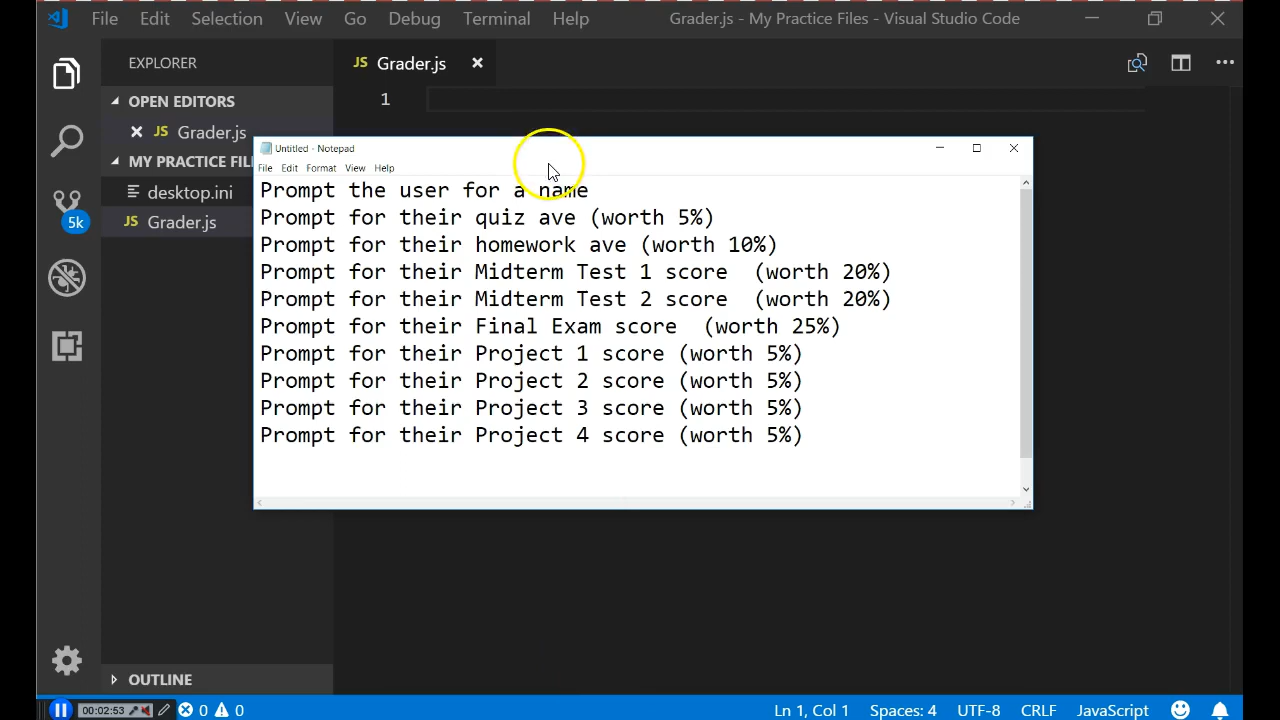 File Edit Selection View Go Debug Terminal Help Grader.js - My Practice Files - Visual Studio Code
EXPLORER
JS Grader.js
OPEN EDITORS
1
JS Grader.js
MY PRACTICE FIL
desktop.ini
JS Grader.js
5k
Untitled - Notepad
File Edit Format View Help
Prompt the user for a name
Prompt for their quiz ave (worth 5%)
Prompt for their homework ave (worth 10%)
Prompt for their Midterm Test 1 score (worth 20%)
Prompt for their Midterm Test 2 score (worth 20%)
Prompt for their Final Exam score (worth 25%)
Prompt for their Project 1 score (worth 5%)
Prompt for their Project 2 score (worth 5%)
Prompt for their Project 3 score (worth 5%)
Prompt for their Project 4 score (worth 5%)
OUTLINE
00:02:53 0 0 Ln 1, Col 1 Spaces: 4 UTF-8 CRLF JavaScript